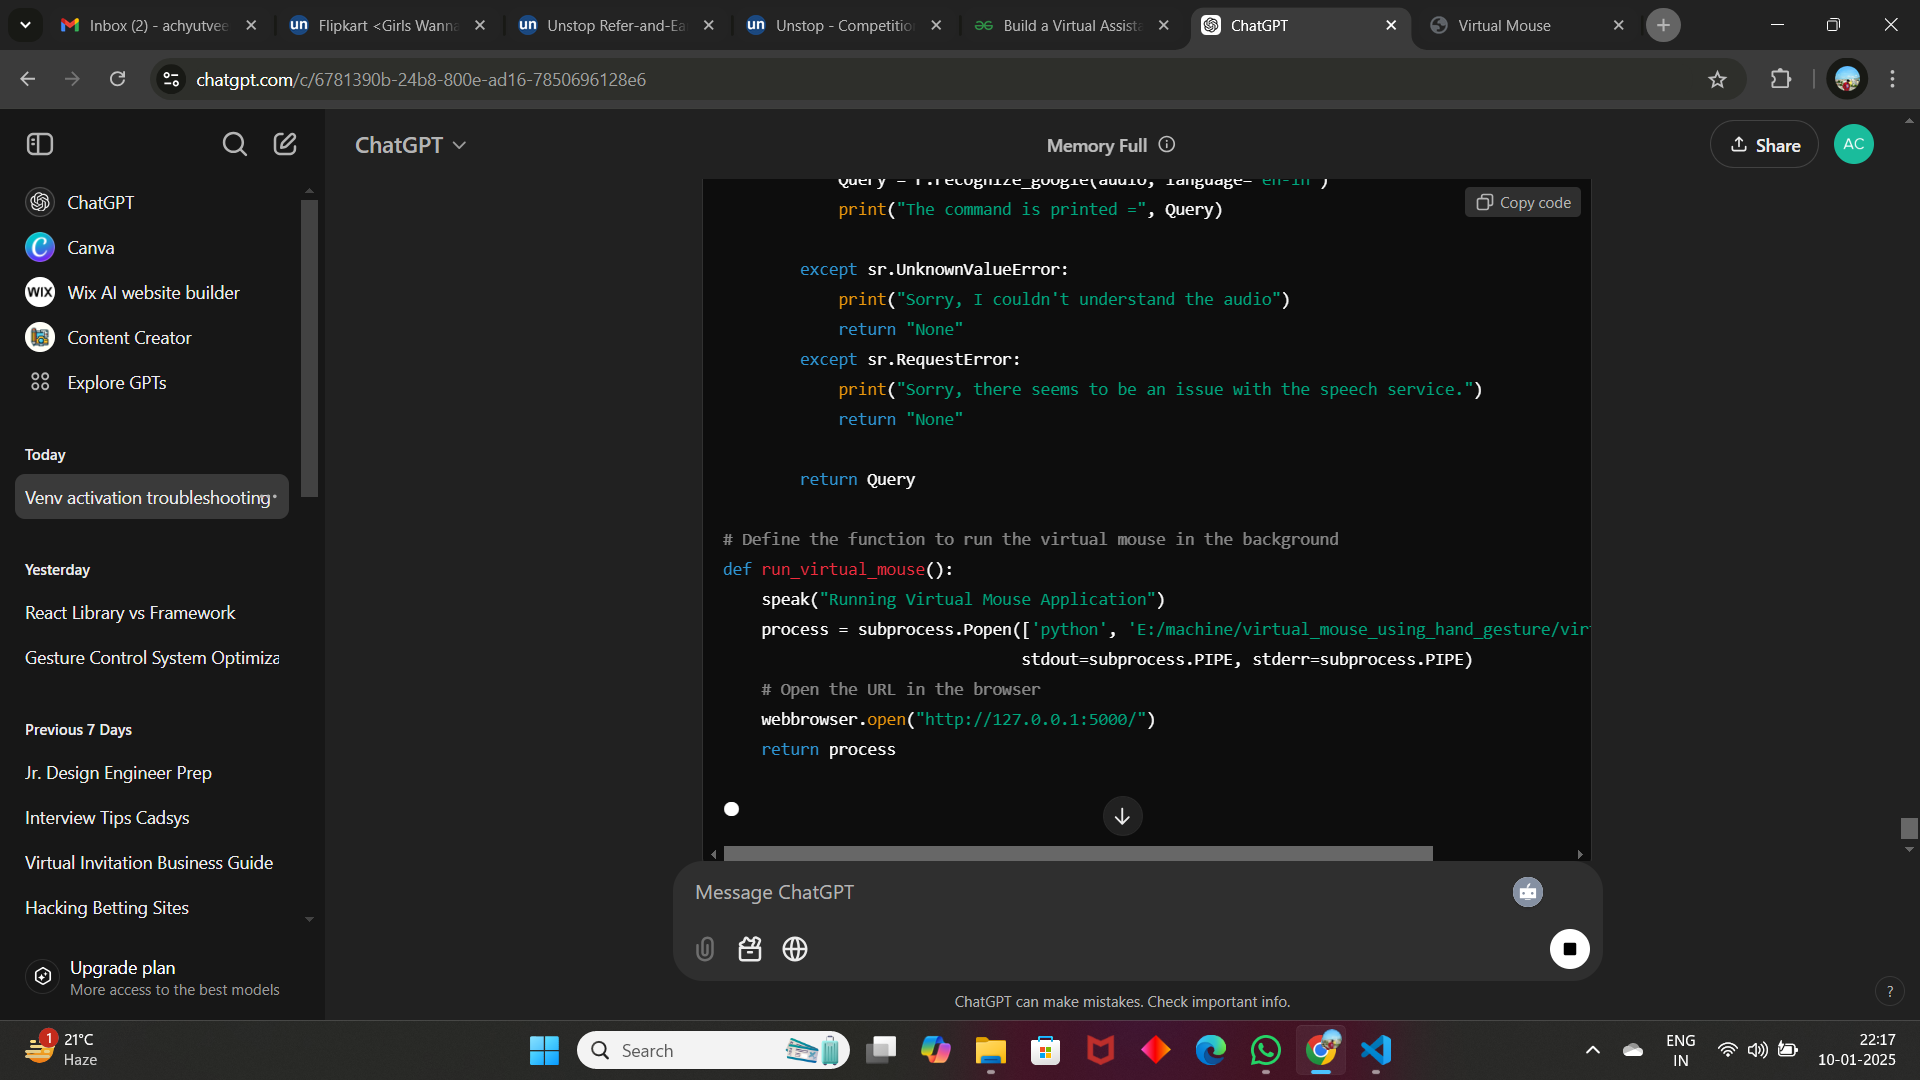 Inbox (2) - achyutvee
Flipkart <Girls Wanna
Unstop Refer-and-Ea
Unstop - Competition
Build a Virtual Assista
ChatGPT
Virtual Mouse
chatgpt.com/c/6781390b-24b8-800e-ad16-7850696128e6
ChatGPT
Memory Full
Share
AC
ChatGPT
Canva
WIX Wix AI website builder
Content Creator
Explore GPTs
Today
Venv activation troubleshooting
Yesterday
React Library vs Framework
Gesture Control System Optimiza
Previous 7 Days
Jr. Design Engineer Prep
Interview Tips Cadsys
Virtual Invitation Business Guide
Hacking Betting Sites
Upgrade plan
More access to the best models
Query = r.recognize_google(audio, language='en-in')
Copy code
print("The command is printed =", Query)
except sr.UnknownValueError:
print("Sorry, I couldn't understand the audio")
return "None"
except sr.RequestError:
print("Sorry, there seems to be an issue with the speech service.")
return "None"
return Query
# Define the function to run the virtual mouse in the background
def run_virtual_mouse():
speak("Running Virtual Mouse Application")
process = subprocess.Popen(['python', 'E:/machine/virtual_mouse_using_hand_gesture/vir
stdout=subprocess.PIPE, stderr=subprocess.PIPE)
# Open the URL in the browser
webbrowser.open("http://127.0.0.1:5000/")
return process
Message ChatGPT
ChatGPT can make mistakes. Check important info.
?
1
21°C
Haze
Search
ENG
IN
22:17
10-01-2025